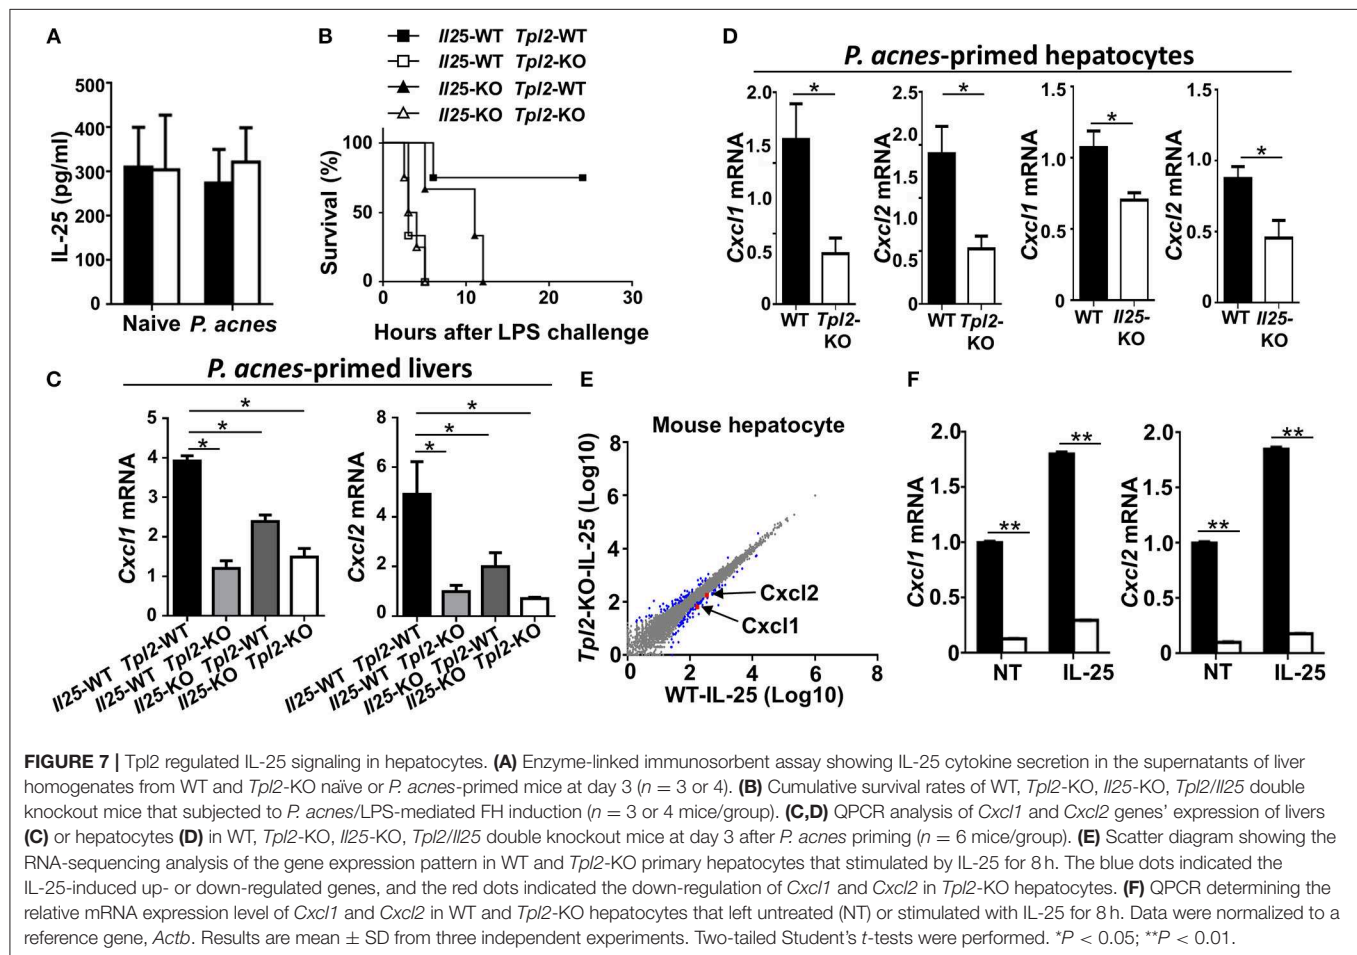 A
500
400
300
200
100
0
IL-25 (pg/ml)
Naive P. acnes
B
Il25-WT Tpl2-WT
Il25-WT Tpl2-KO
Il25-KO Tpl2-WT
Il25-KO Tpl2-KO
100
50
0
Survival (%)
0 10 20 30
Hours after LPS challenge
D
P. acnes-primed hepatocytes
2.0
1.5
1.0
0.5
0
Cxcl1 mRNA
*
WT Tpl2-
KO
2.5
2.0
1.5
1.0
0.5
0
Cxcl2 mRNA
*
WT Tpl2-
KO
1.5
1.0
0.5
0
Cxcl1 mRNA
*
WT Il25-
KO
1.5
1.0
0.5
0
Cxcl2 mRNA
*
WT Il25-
KO
C
P. acnes-primed livers
5
4
3
2
1
0
Cxcl1 mRNA
*
*
*
Il25-WT Tpl2-WT
Il25-WT Tpl2-KO
Il25-KO Tpl2-WT
Il25-KO Tpl2-KO
8
6
4
2
0
Cxcl2 mRNA
*
*
*
Il25-WT Tpl2-WT
Il25-WT Tpl2-KO
Il25-KO Tpl2-WT
Il25-KO Tpl2-KO
E
Mouse hepatocyte
8
6
4
2
0
Tpl2-KO-IL-25 (Log10)
Cxcl2
Cxcl1
0 2 4 6 8
WT-IL-25 (Log10)
F
2.0
1.5
1.0
0.5
0
Cxcl1 mRNA
**
**
NT IL-25
2.0
1.5
1.0
0.5
0
Cxcl2 mRNA
**
**
NT IL-25
FIGURE 7 | Tpl2 regulated IL-25 signaling in hepatocytes. (A) Enzyme-linked immunosorbent assay showing IL-25 cytokine secretion in the supernatants of liver
homogenates from WT and Tpl2-KO naïve or P. acnes-primed mice at day 3 (n = 3 or 4). (B) Cumulative survival rates of WT, Tpl2-KO, Il25-KO, Tpl2/Il25 double
knockout mice that subjected to P. acnes/LPS-mediated FH induction (n = 3 or 4 mice/group). (C,D) QPCR analysis of Cxcl1 and Cxcl2 genes' expression of livers
(C) or hepatocytes (D) in WT, Tpl2-KO, Il25-KO, Tpl2/Il25 double knockout mice at day 3 after P. acnes priming (n = 6 mice/group). (E) Scatter diagram showing the
RNA-sequencing analysis of the gene expression pattern in WT and Tpl2-KO primary hepatocytes that stimulated by IL-25 for 8 h. The blue dots indicated the
IL-25-induced up- or down-regulated genes, and the red dots indicated the down-regulation of Cxcl1 and Cxcl2 in Tpl2-KO hepatocytes. (F) QPCR determining the
relative mRNA expression level of Cxcl1 and Cxcl2 in WT and Tpl2-KO hepatocytes that left untreated (NT) or stimulated with IL-25 for 8 h. Data were normalized to a
reference gene, Actb. Results are mean ± SD from three independent experiments. Two-tailed Student's t-tests were performed. *P < 0.05; **P < 0.01.